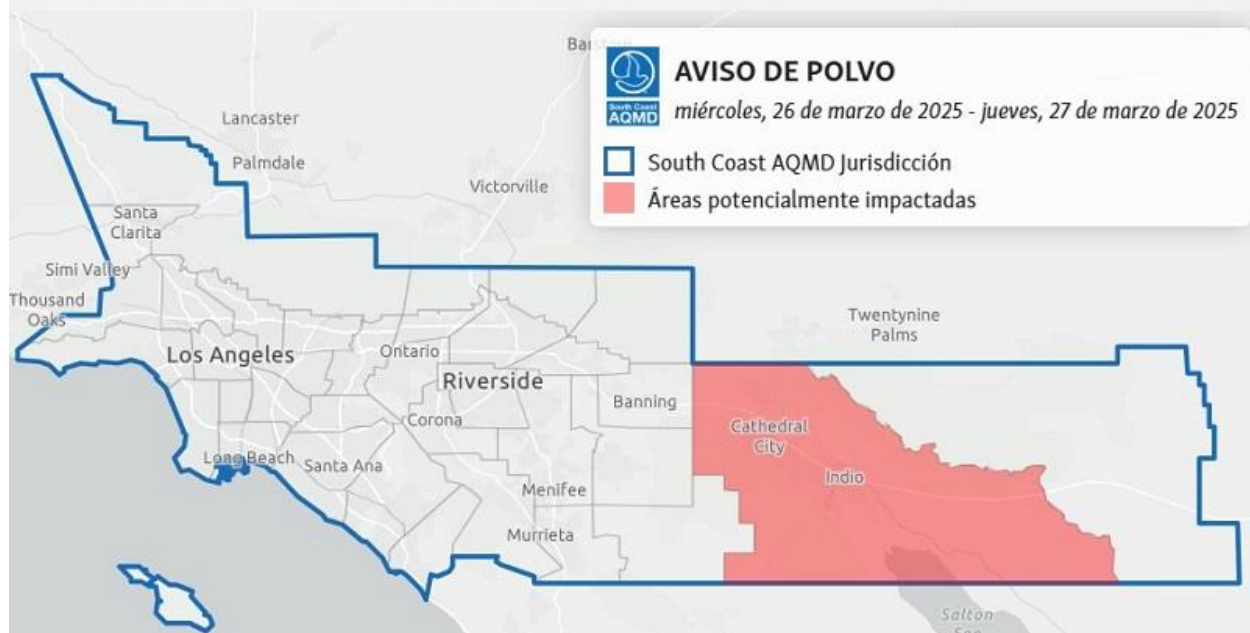 Barstow
AVISO DE POLVO
South Coast
AQMD
miércoles, 26 de marzo de 2025 - jueves, 27 de marzo de 2025
South Coast AQMD Jurisdicción
Áreas potencialmente impactadas
Lancaster
Palmdale
Victorville
Santa
Clarita
Simi Valley
Thousand
Oaks
Twentynine
Palms
Los Angeles
Ontario
Riverside
Banning
Corona
Cathedral
City
Long Beach
Santa Ana
Indio
Menifee
Murrieta
Salton
Sea